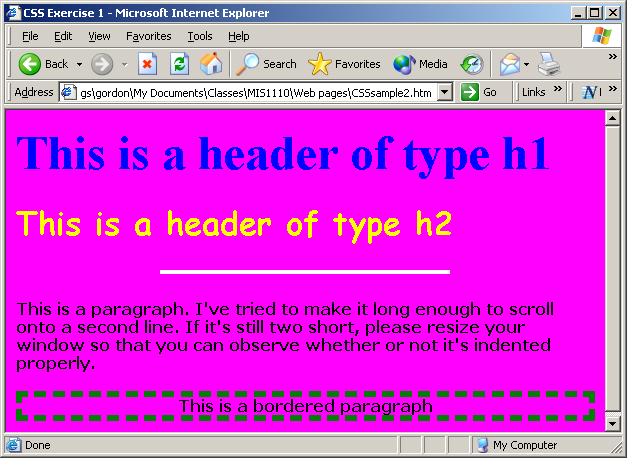 CSS Exercise 1 - Microsoft Internet Explorer
File Edit View Favorites Tools Help
Back Search Favorites Media
Address gs\gordon\My Documents\Classes\MIS1110\Web pages\CSSsample2.htm Go Links N
This is a header of type h1
This is a header of type h2
This is a paragraph. I've tried to make it long enough to scroll
onto a second line. If it's still two short, please resize your
window so that you can observe whether or not it's indented
properly.
This is a bordered paragraph
Done My Computer